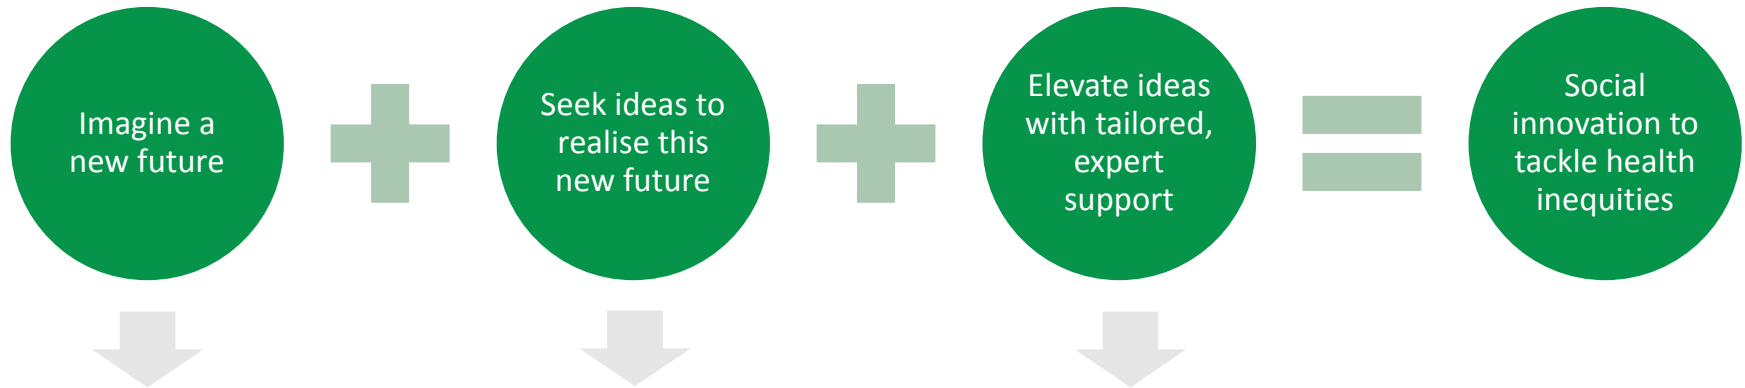 Imagine a
new future
Seek ideas to
realise this
new future
Elevate ideas
with tailored,
expert
support
Social
innovation to
tackle health
inequities